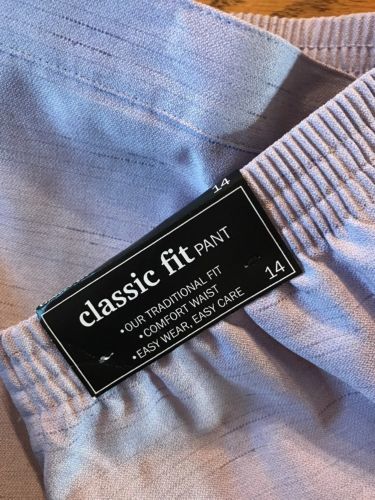 14
classic fit PANT
•OUR TRADITIONAL FIT
•COMFORT WAIST
•EASY WEAR, EASY CARE
14